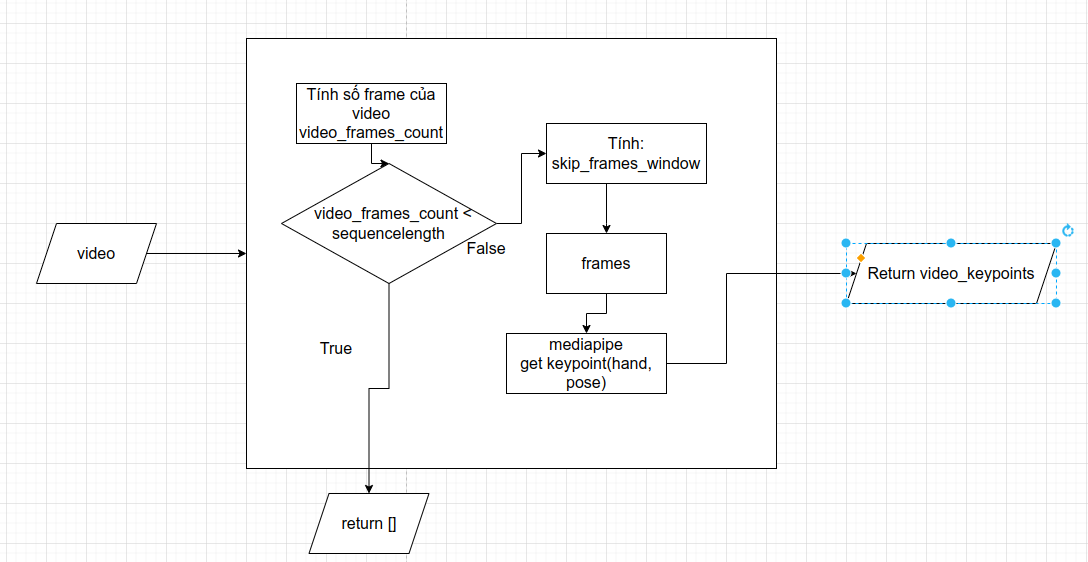 Tính số frame của
video
video_frames_count
video_frames_count <
sequencelength
False
True
return []
video
Tính:
skip_frames_window
frames
mediapipe
get keypoint(hand,
pose)
Return video_keypoints